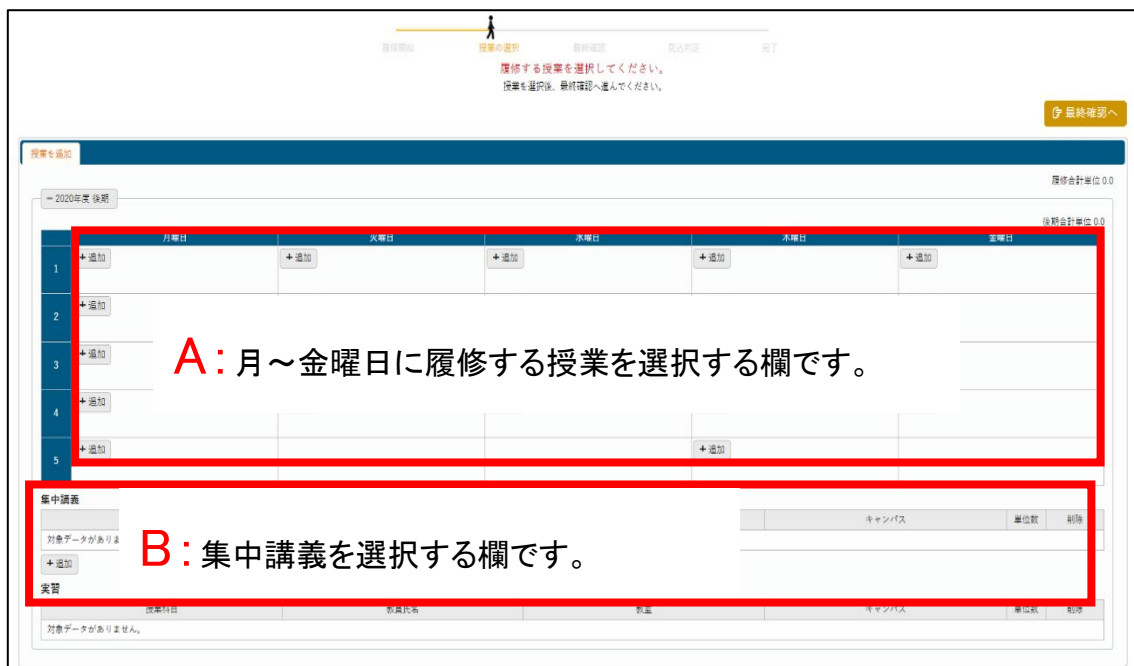 履修開始 授業の選択 最終確認 見込判定 完了
履修する授業を選択してください。
授業を選択後、最終確認へ進んでください。
最終確認へ
授業を追加
履修合計単位 0.0
2020年度 後期
後期合計単位 0.0
月曜日 火曜日 水曜日 木曜日 金曜日
1 +追加 +追加 +追加 +追加 +追加
2 +追加
3 +追加
A:月～金曜日に履修する授業を選択する欄です。
4 +追加
5 +追加 +追加
集中講義
キャンパス 単位数 削除
対象データがありま
B:集中講義を選択する欄です。
+追加
実習
授業科目 教員氏名 教室 キャンパス 単位数 削除
対象データがありません。